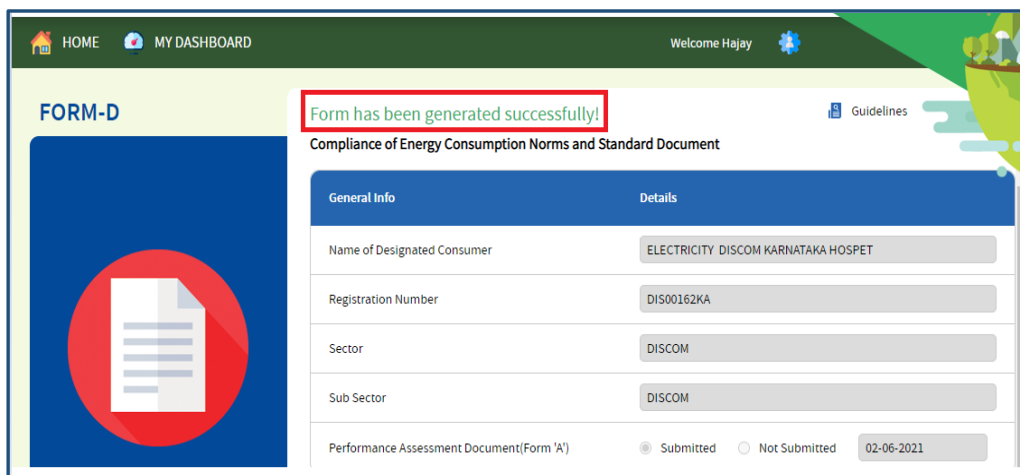 HOME MY DASHBOARD Welcome Hajay
FORM-D
Form has been generated successfully!
Guidelines
Compliance of Energy Consumption Norms and Standard Document
General Info Details
Name of Designated Consumer ELECTRICITY DISCOM KARNATAKA HOSPET
Registration Number DIS00162KA
Sector DISCOM
Sub Sector DISCOM
Performance Assessment Document(Form 'A') Submitted Not Submitted 02-06-2021